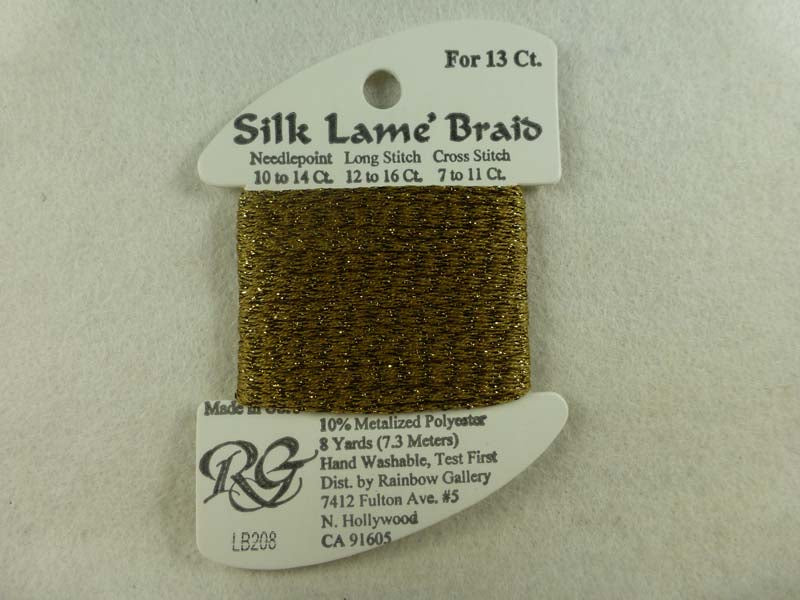 For 13 Ct.
Silk Lame' Braid
Needlepoint Long Stitch Cross Stitch
10 to 14 Ct. 12 to 16 Ct. 7 to 11 Ct.
Made in
10% Metalized Polyester
8 Yards (7.3 Meters)
Hand Washable, Test First
Dist. by Rainbow Gallery
7412 Fulton Ave. #5
N. Hollywood
CA 91605
RG
LB208